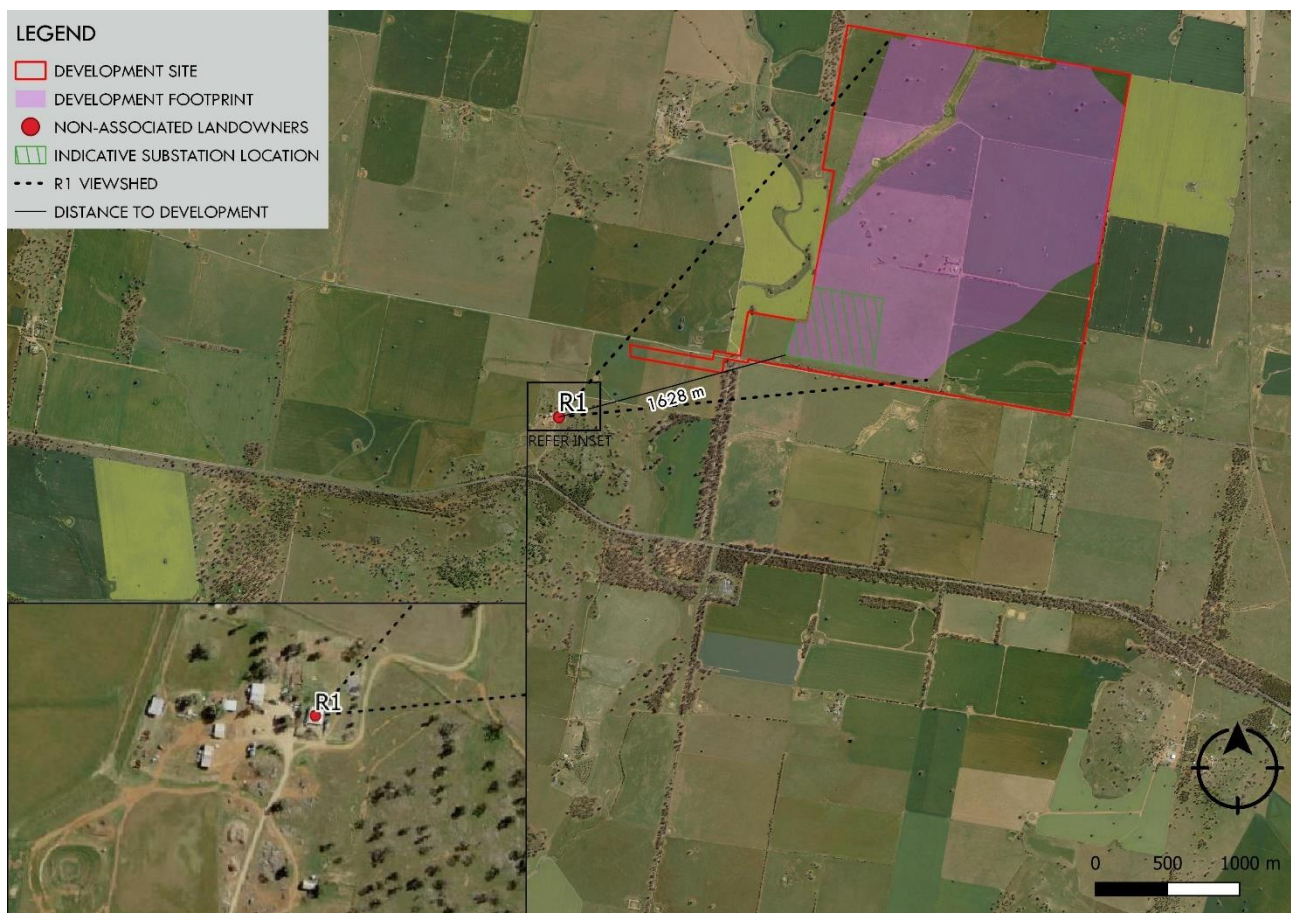 LEGEND
DEVELOPMENT SITE
DEVELOPMENT FOOTPRINT
NON-ASSOCIATED LANDOWNERS
INDICATIVE SUBSTATION LOCATION
R1 VIEWSHED
DISTANCE TO DEVELOPMENT
R1
1628 m
REFER INSET
R1
0 500 1000 m